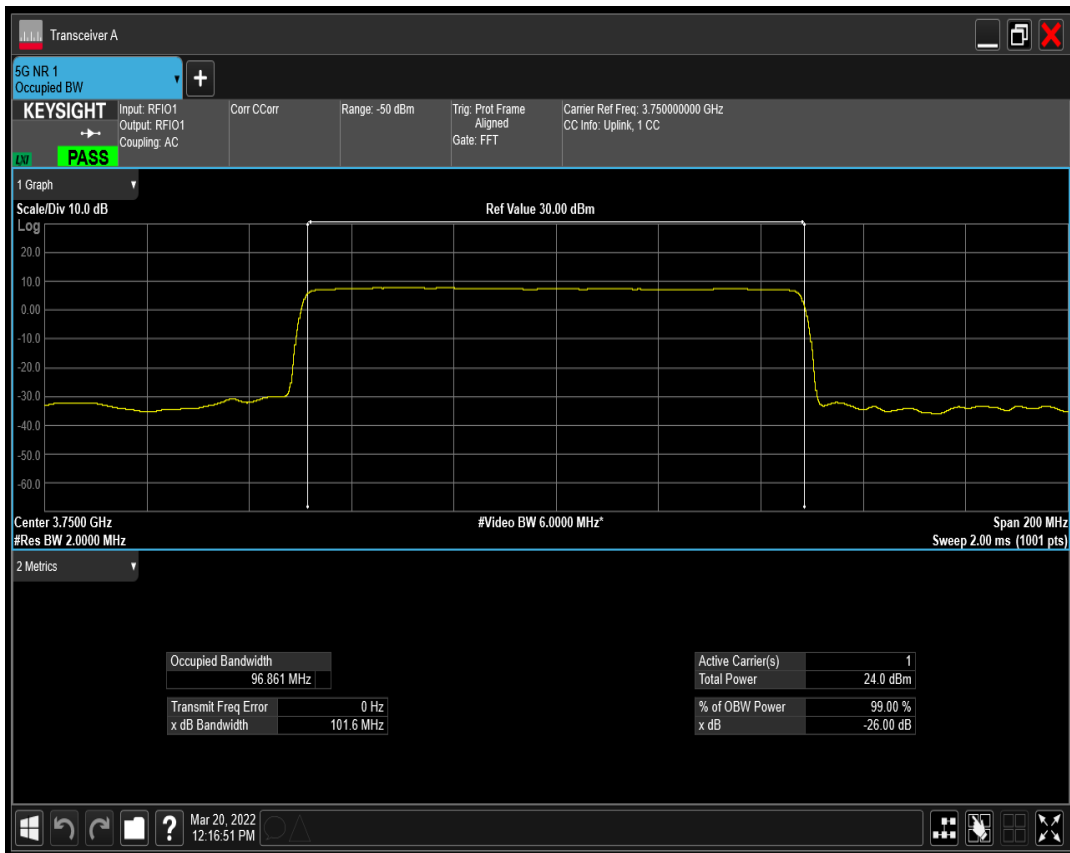 Transceiver A
5G NR 1
Occupied BW
KEYSIGHT
LXI
PASS
Input: RFIO1
Output: RFIO1
Coupling: AC
Corr CCorr
Range: -50 dBm
Trig: Prot Frame
Aligned
Gate: FFT
Carrier Ref Freq: 3.750000000 GHz
CC Info: Uplink, 1 CC
1 Graph
Scale/Div 10.0 dB
Ref Value 30.00 dBm
Log
20.0
10.0
0.00
-10.0
-20.0
-30.0
-40.0
-50.0
-60.0
Center 3.7500 GHz
#Video BW 6.0000 MHz*
Span 200 MHz
#Res BW 2.0000 MHz
Sweep 2.00 ms (1001 pts)
2 Metrics
Occupied Bandwidth
96.861 MHz
Transmit Freq Error 0 Hz
x dB Bandwidth 101.6 MHz
Active Carrier(s) 1
Total Power 24.0 dBm
% of OBW Power 99.00 %
x dB -26.00 dB
?
Mar 20, 2022
12:16:51 PM